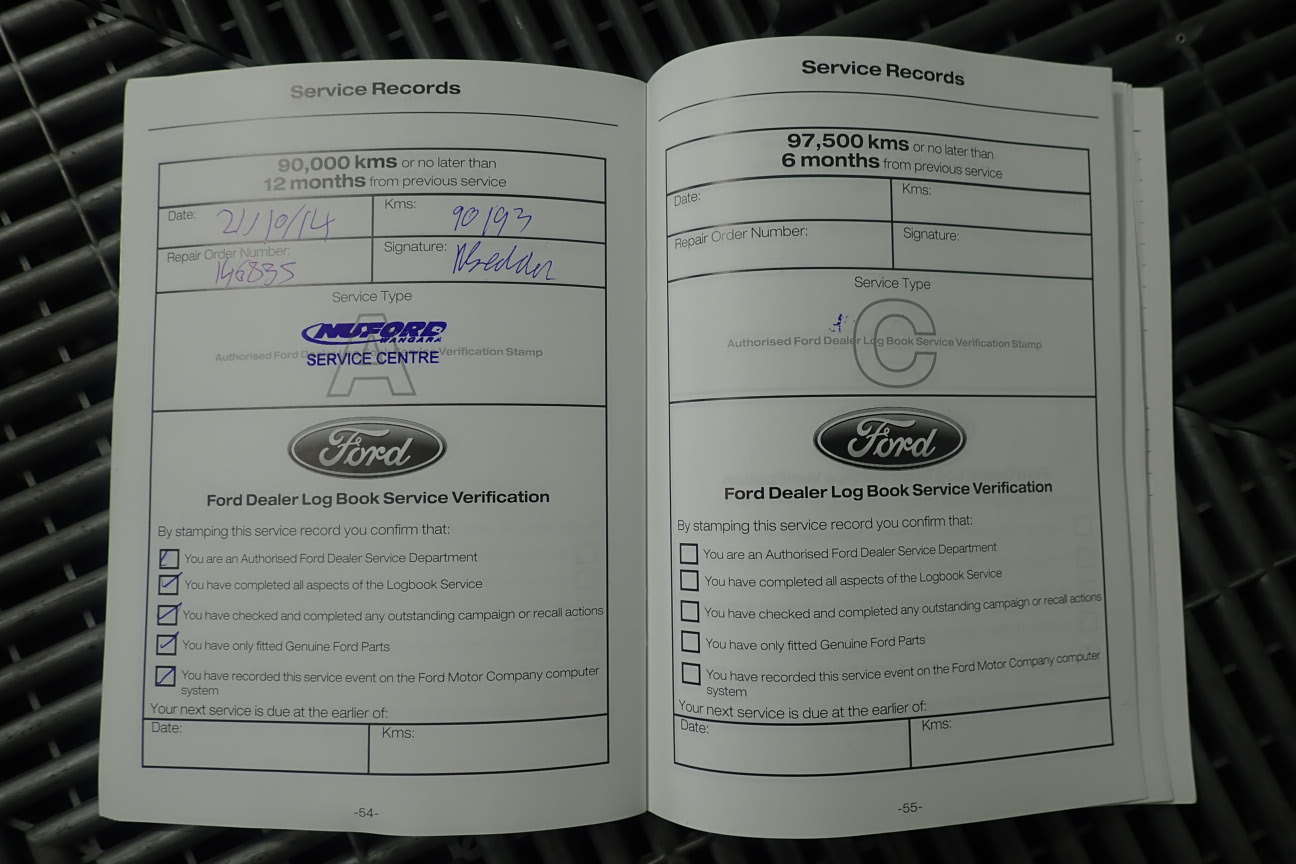 Service Records
90,000 kms or no later than
12 months from previous service
Date: 21/10/14
Kms: 90193
Repair Order Number:
146835
Signature:
Service Type
A
NUFORD
WANGARA
SERVICE CENTRE
Authorised Ford D Verification Stamp
Ford
Ford Dealer Log Book Service Verification
By stamping this service record you confirm that:
You are an Authorised Ford Dealer Service Department
You have completed all aspects of the Logbook Service
You have checked and completed any outstanding campaign or recall actions
You have only fitted Genuine Ford Parts
You have recorded this service event on the Ford Motor Company computer
system
Your next service is due at the earlier of:
Date: Kms:
-54-
Service Records
97,500 kms or no later than
6 months from previous service
Date: Kms:
Repair Order Number: Signature:
Service Type
C
Authorised Ford Dealer Log Book Service Verification Stamp
Ford
Ford Dealer Log Book Service Verification
By stamping this service record you confirm that:
You are an Authorised Ford Dealer Service Department
You have completed all aspects of the Logbook Service
You have checked and completed any outstanding campaign or recall actions
You have only fitted Genuine Ford Parts
You have recorded this service event on the Ford Motor Company computer
system
Your next service is due at the earlier of:
Date: Kms:
-55-